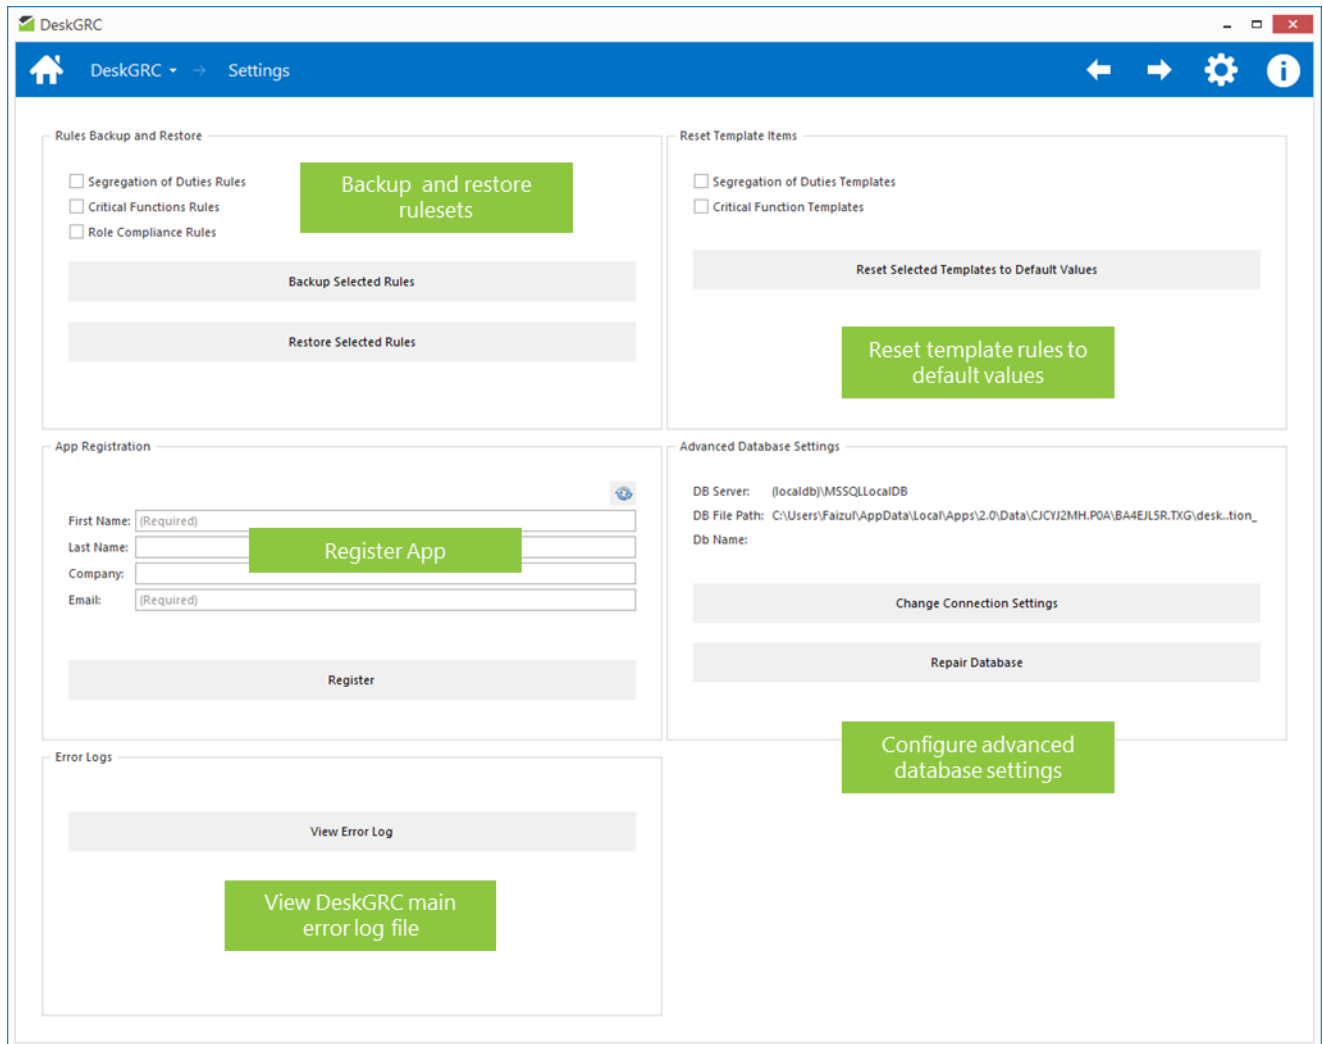 DeskGRC
DeskGRC
Settings
Rules Backup and Restore
Segregation of Duties Rules
Critical Functions Rules
Role Compliance Rules
Backup and restore
rulesets
Backup Selected Rules
Restore Selected Rules
Reset Template Items
Segregation of Duties Templates
Critical Function Templates
Reset Selected Templates to Default Values
Reset template rules to
default values
App Registration
First Name: (Required)
Last Name:
Company:
Email: (Required)
Register App
Register
Advanced Database Settings
DB Server: (localdb)\MSSQLLocalDB
DB File Path: C:\Users\Faizul\AppData\Local\Apps\2.0\Data\CJCYJ2MH.P0A\BA4EJL5R.TXG\desk..tion_
Db Name:
Change Connection Settings
Repair Database
Configure advanced
database settings
Error Logs
View Error Log
View DeskGRC main
error log file